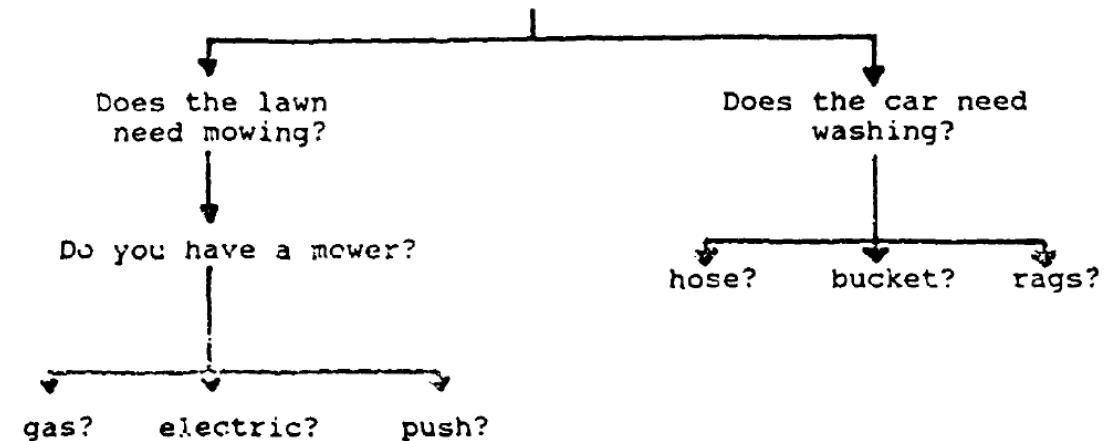 Does the lawn
need mowing?
Does the car need
washing?
Do you have a mower?
hose? bucket? rags?
gas? electric? push?